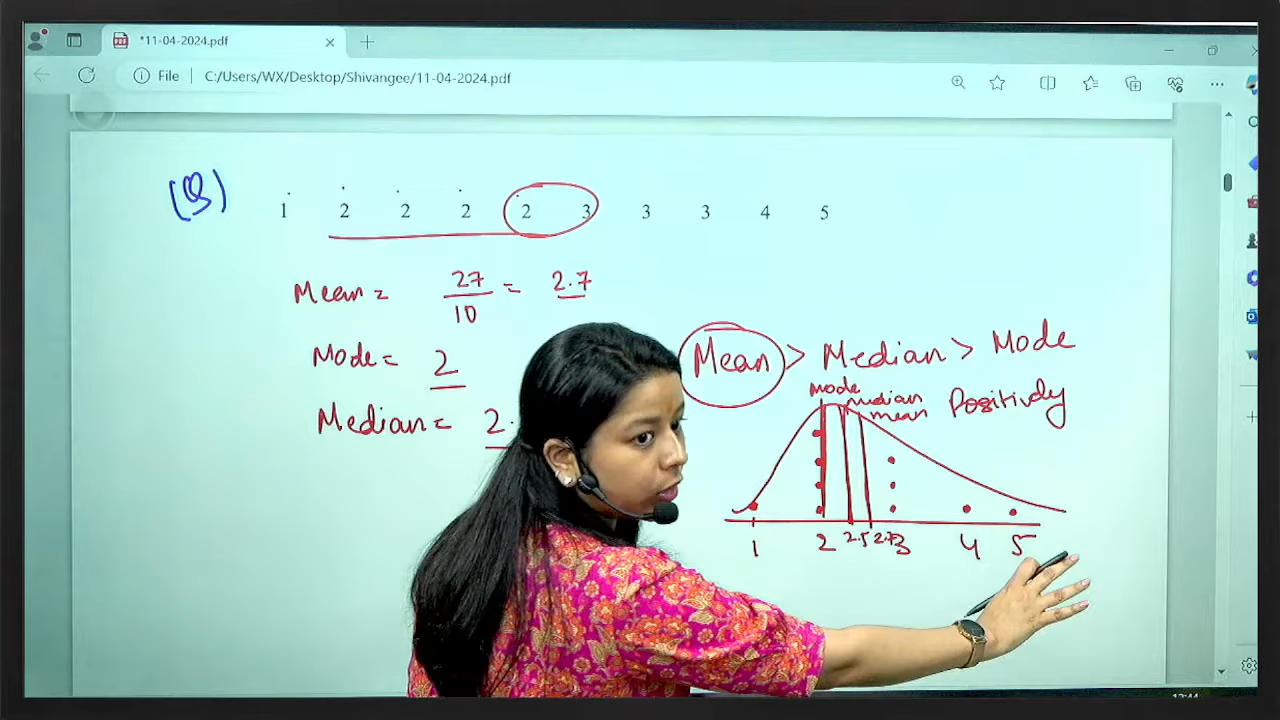 *11-04-2024.pdf
File C:/Users/WX/Desktop/Shivangee/11-04-2024.pdf
(Q) 1 2 2 2 2 3 3 3 4 5
Mean = 27/10 = 2.7
Mode = 2
Median = 2.
Mean > Median > Mode
Positively
mode
median
mean
1 2 2.5 2.7 3 4 5